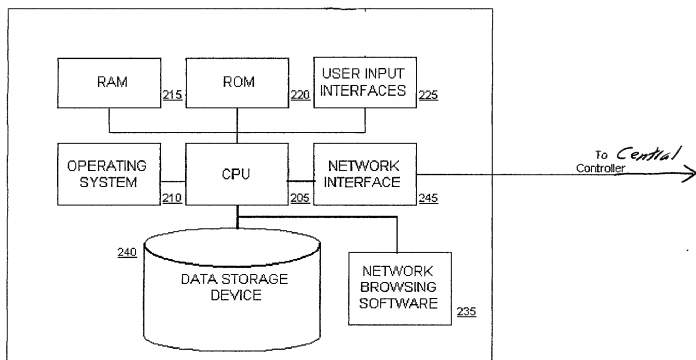 RAM
215
ROM
220
USER INPUT
INTERFACES
225
OPERATING
SYSTEM
210
CPU
205
NETWORK
INTERFACE
245
To Central
Controller
240
DATA STORAGE
DEVICE
NETWORK
BROWSING
SOFTWARE
235